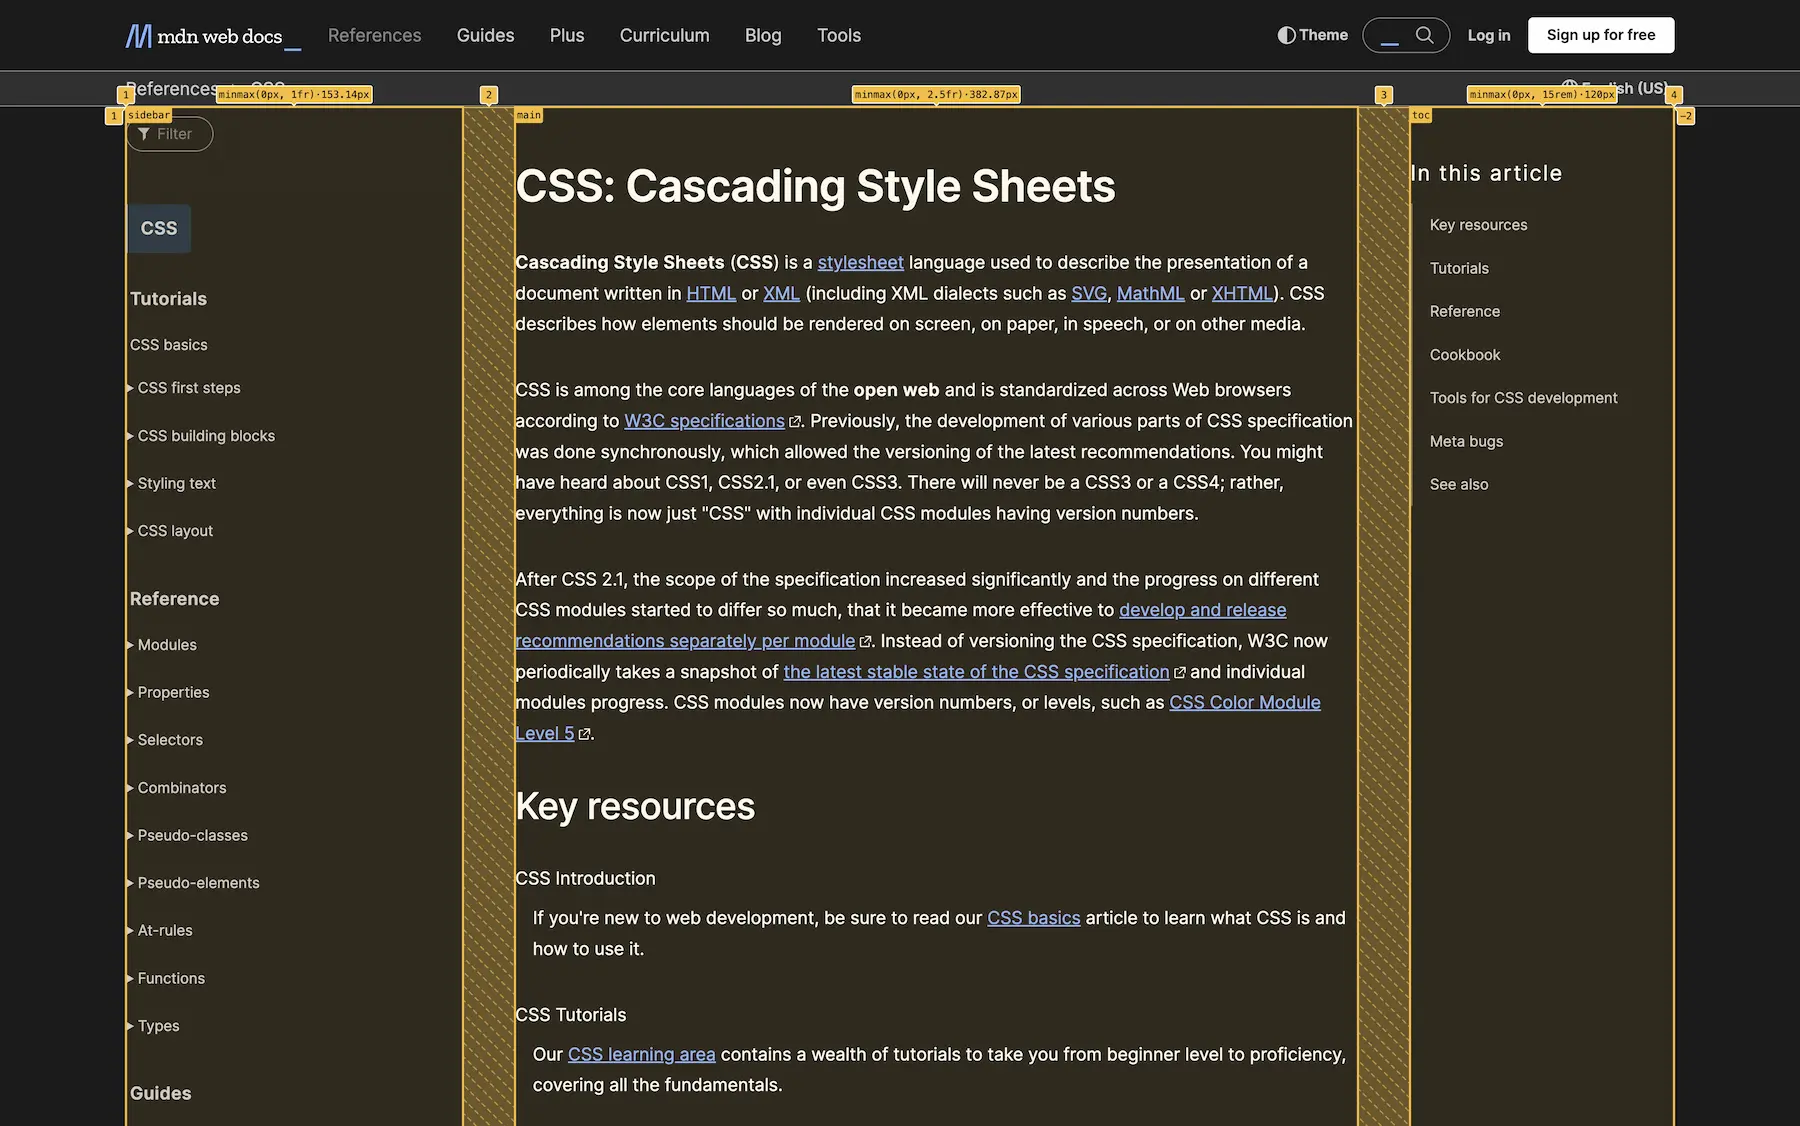 mdn web docs_
References
Guides
Plus
Curriculum
Blog
Tools
Theme
Log in
Sign up for free
References
CSS
English (US)
1
minmax(0px, 1fr)·153.14px
2
minmax(0px, 2.5fr)·382.87px
3
minmax(0px, 15rem)·120px
4
1
sidebar
main
toc
-2
Filter
CSS
Tutorials
CSS basics
CSS first steps
CSS building blocks
Styling text
CSS layout
Reference
Modules
Properties
Selectors
Combinators
Pseudo-classes
Pseudo-elements
At-rules
Functions
Types
Guides
CSS: Cascading Style Sheets
Cascading Style Sheets (CSS) is a stylesheet language used to describe the presentation of a
document written in HTML or XML (including XML dialects such as SVG, MathML or XHTML). CSS
describes how elements should be rendered on screen, on paper, in speech, or on other media.
CSS is among the core languages of the open web and is standardized across Web browsers
according to W3C specifications. Previously, the development of various parts of CSS specification
was done synchronously, which allowed the versioning of the latest recommendations. You might
have heard about CSS1, CSS2.1, or even CSS3. There will never be a CSS3 or a CSS4; rather,
everything is now just "CSS" with individual CSS modules having version numbers.
After CSS 2.1, the scope of the specification increased significantly and the progress on different
CSS modules started to differ so much, that it became more effective to develop and release
recommendations separately per module. Instead of versioning the CSS specification, W3C now
periodically takes a snapshot of the latest stable state of the CSS specification and individual
modules progress. CSS modules now have version numbers, or levels, such as CSS Color Module
Level 5.
Key resources
CSS Introduction
If you're new to web development, be sure to read our CSS basics article to learn what CSS is and
how to use it.
CSS Tutorials
Our CSS learning area contains a wealth of tutorials to take you from beginner level to proficiency,
covering all the fundamentals.
In this article
Key resources
Tutorials
Reference
Cookbook
Tools for CSS development
Meta bugs
See also